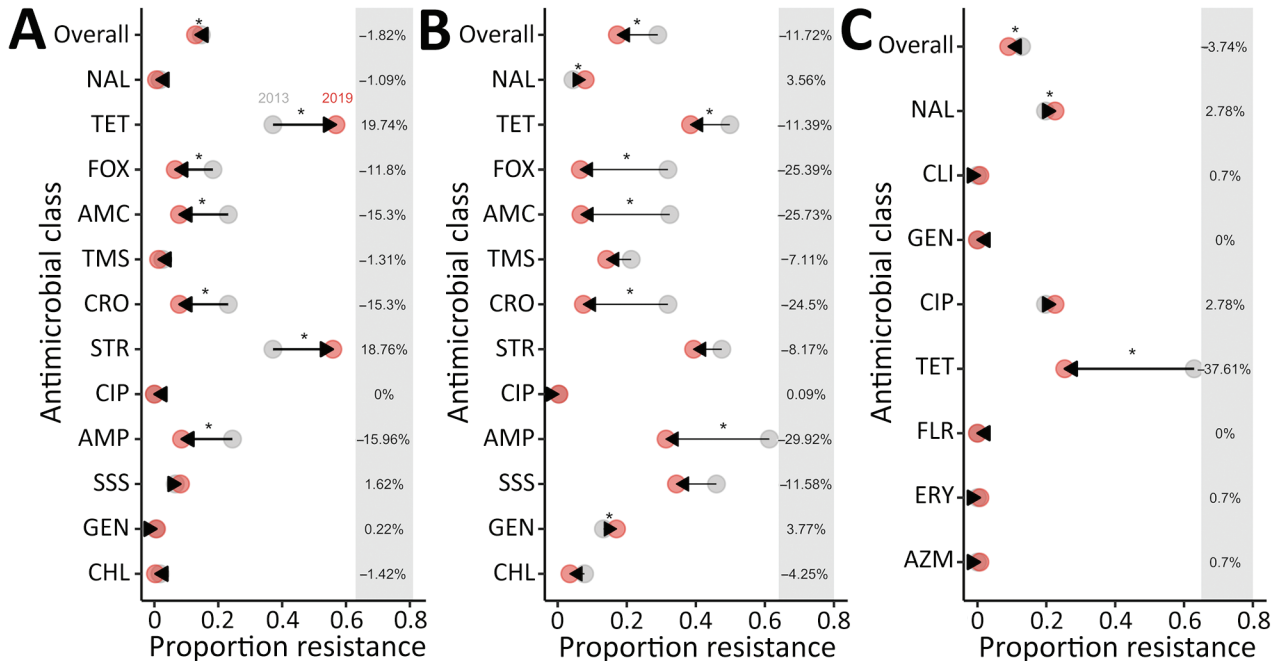 A
Antimicrobial class
Overall * −1.82%
NAL −1.09%
2013 2019
TET * 19.74%
FOX * −11.8%
AMC * −15.3%
TMS −1.31%
CRO * −15.3%
STR * 18.76%
CIP 0%
AMP * −15.96%
SSS 1.62%
GEN 0.22%
CHL −1.42%
0 0.2 0.4 0.6 0.8
Proportion resistance
B
Antimicrobial class
Overall * −11.72%
NAL * 3.56%
TET * −11.39%
FOX * −25.39%
AMC * −25.73%
TMS −7.11%
CRO * −24.5%
STR −8.17%
CIP 0.09%
AMP * −29.92%
SSS −11.58%
GEN * 3.77%
CHL −4.25%
0 0.2 0.4 0.6 0.8
Proportion resistance
C
Antimicrobial class
Overall * −3.74%
NAL * 2.78%
CLI 0.7%
GEN 0%
CIP 2.78%
TET * −37.61%
FLR 0%
ERY 0.7%
AZM 0.7%
0 0.2 0.4 0.6 0.8
Proportion resistance